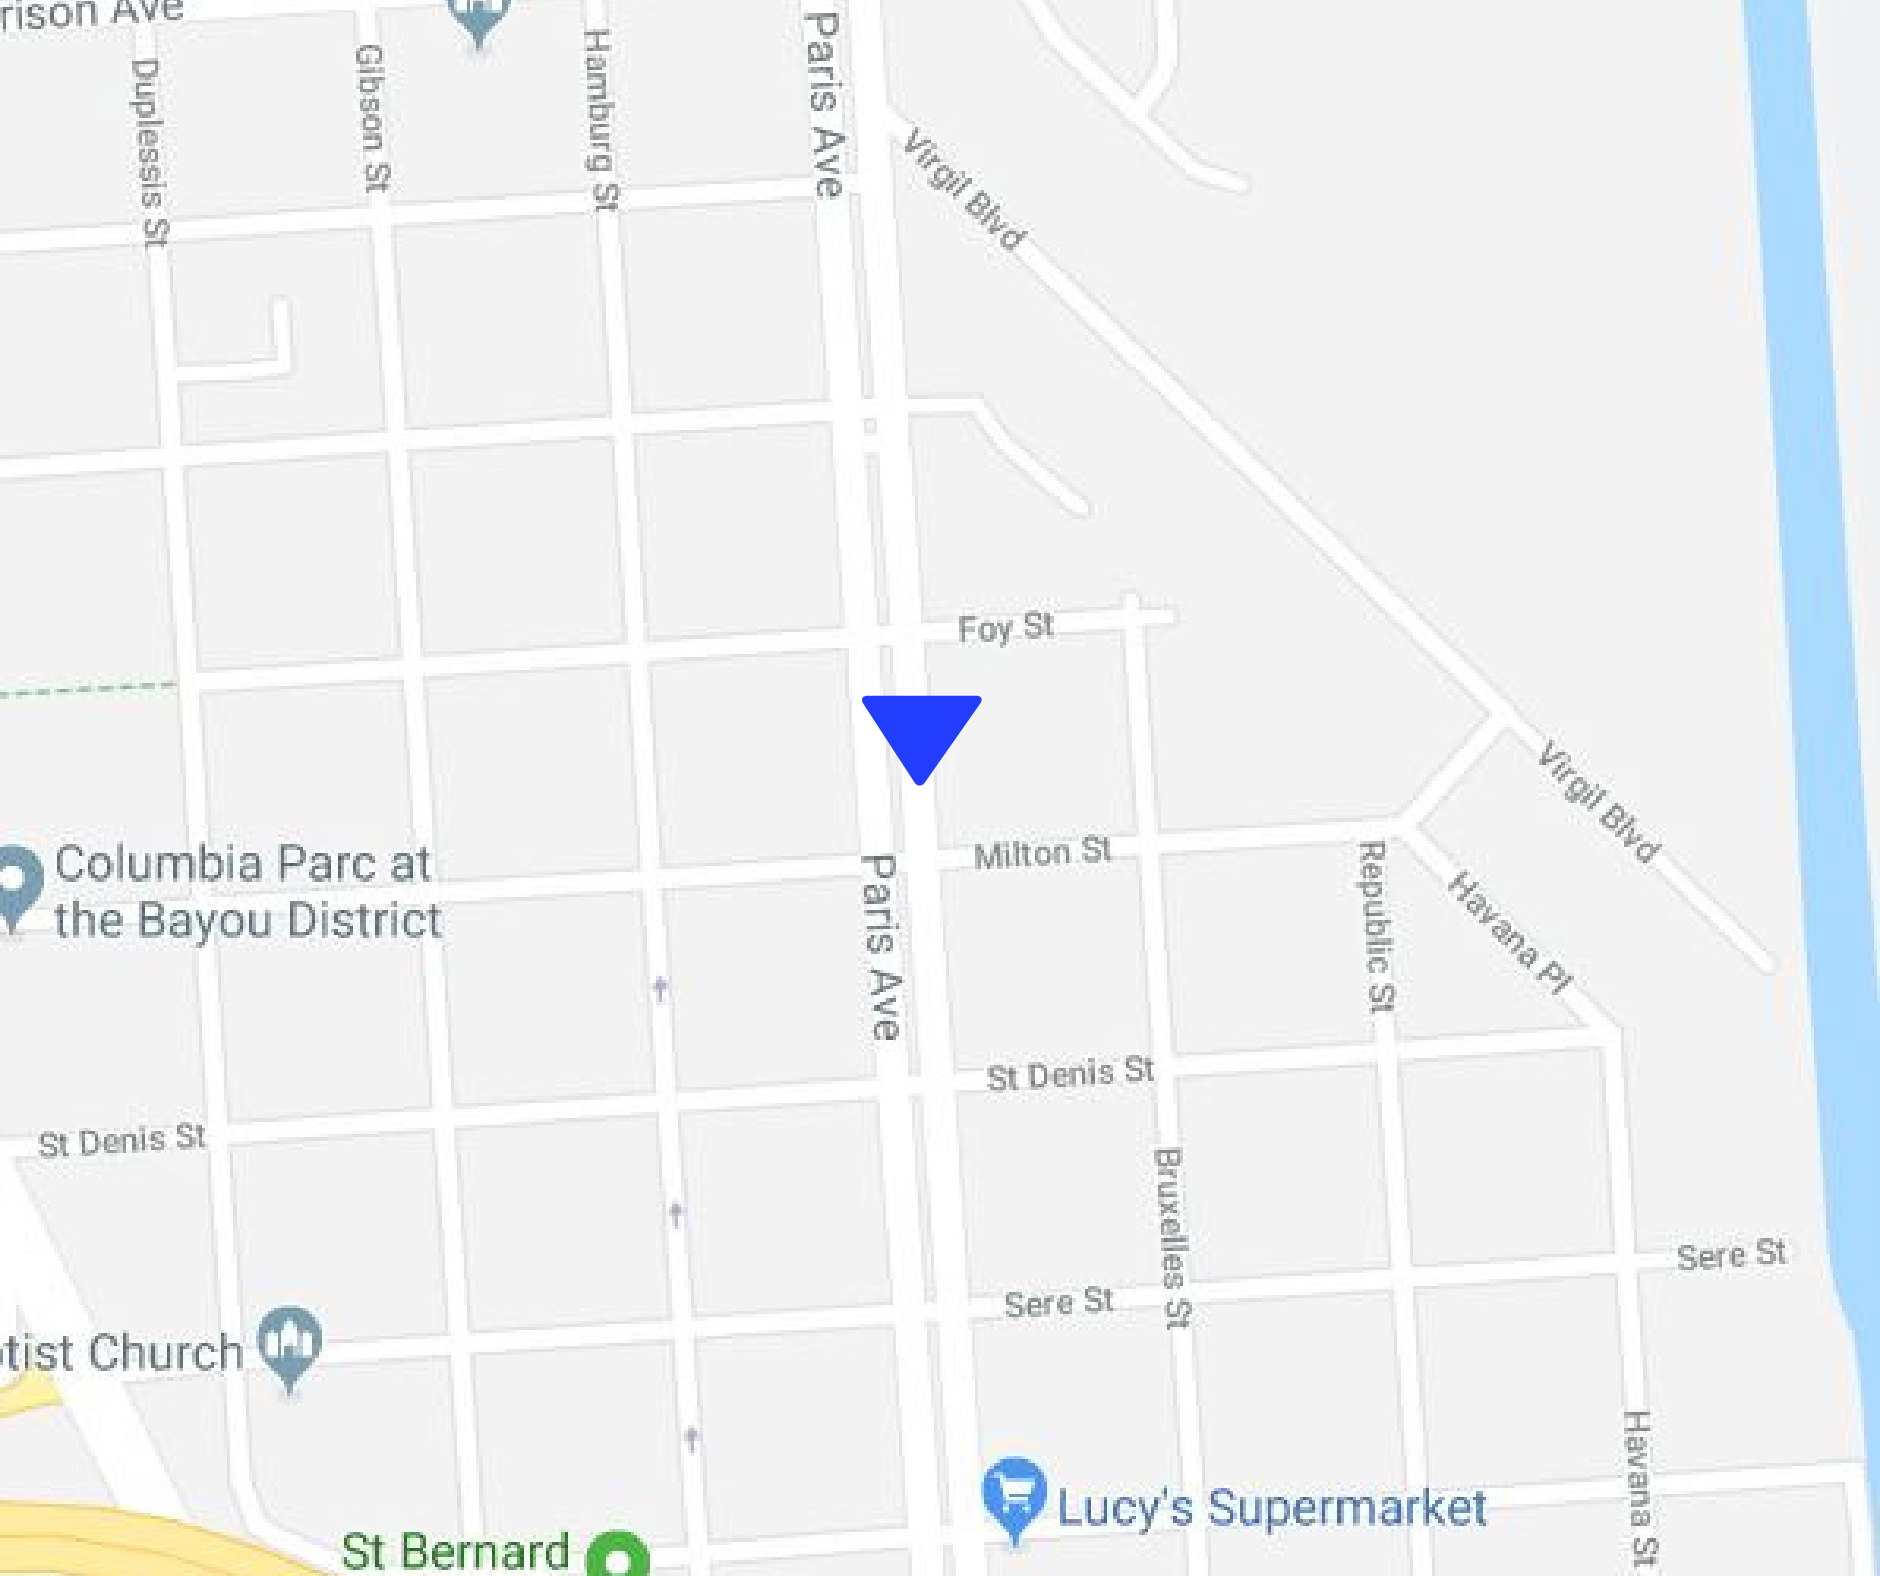 rison Ave
Duplessis St
Gibson St
Hamburg St
Paris Ave
Virgil Blvd
Foy St
Virgil Blvd
Columbia Parc at
the Bayou District
Milton St
Paris Ave
Republic St
Havana Pl
St Denis St
St Denis St
Bruxelles St
Sere St
Sere St
tist Church
Havana St
Lucy's Supermarket
St Bernard